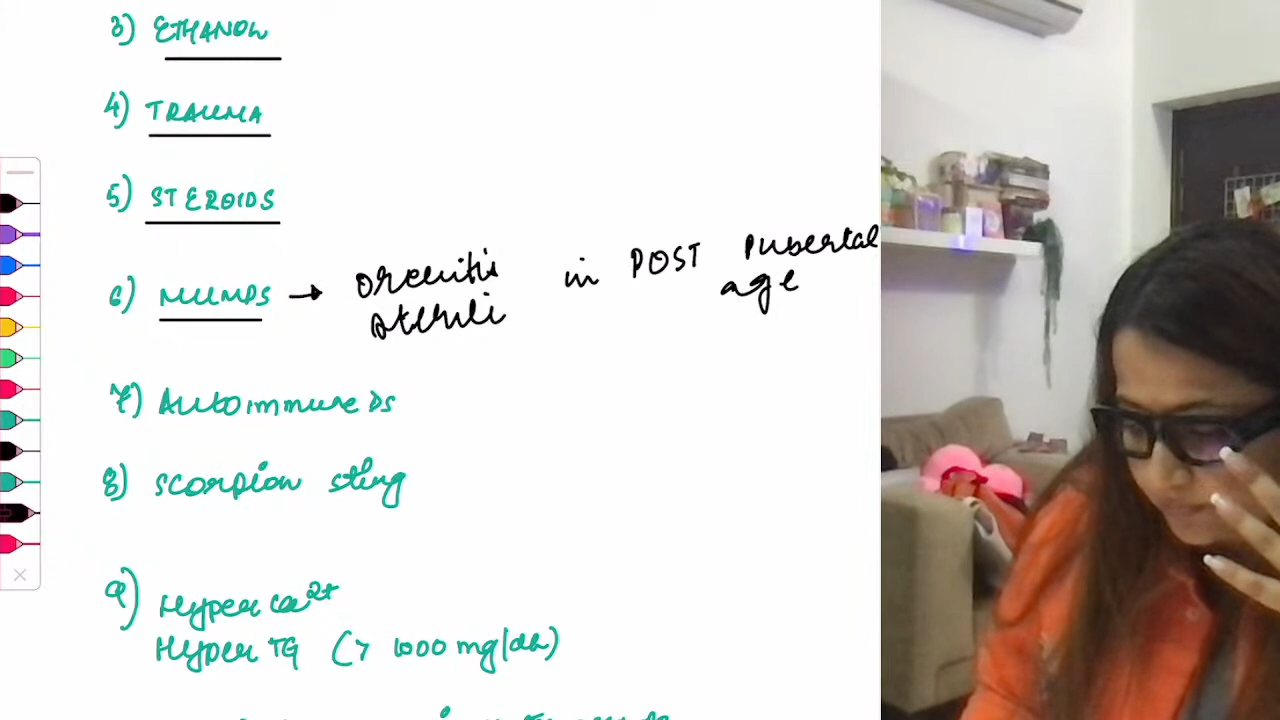 3) ETHANOL
4) TRAUMA
5) STEROIDS
6) MUMPS → orchitis in POST pubertal
sterili age
7) Autoimmune Ds
8) scorpion sting
9) Hyper ca²⁺
Hyper TG (> 1000 mg/dL)